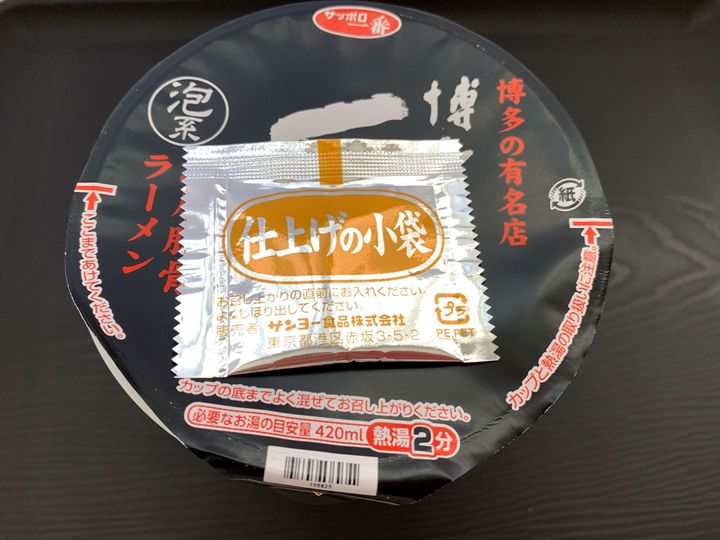 サッポロ
一番
博多の有名店
博
泡系
豚骨
ラーメン
紙
ここまであけてください。
カップと熱湯の取り扱いに注意。
仕上げの小袋
お召し上がりの直前にお入れください。
よくしぼり出してください。
販売者 サンヨー食品株式会社
東京都港区赤坂3-5-2
プラ
PE,PET
カップの底までよく混ぜてお召し上がりください。
必要なお湯の目安量 420ml 熱湯2分
100825